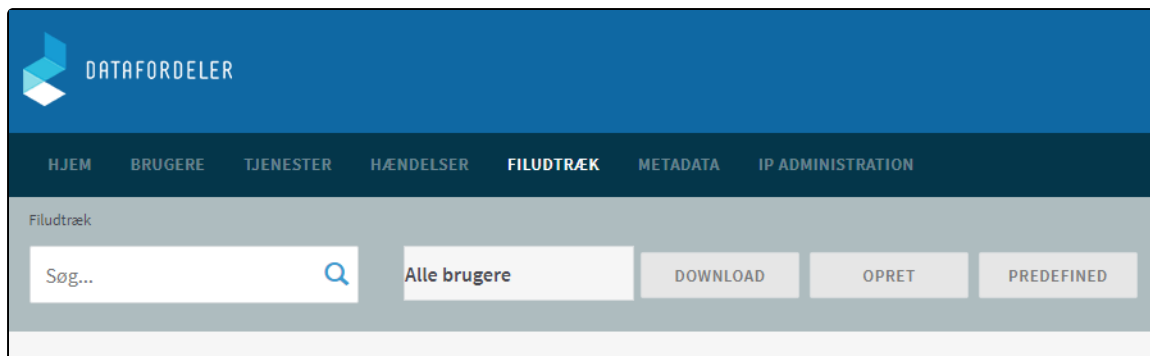 DATAFORDELER
HJEM BRUGERE TJENESTER HÆNDELSER FILUDTRÆK METADATA IP ADMINISTRATION
Filudtræk
Søg... Alle brugere DOWNLOAD OPRET PREDEFINED